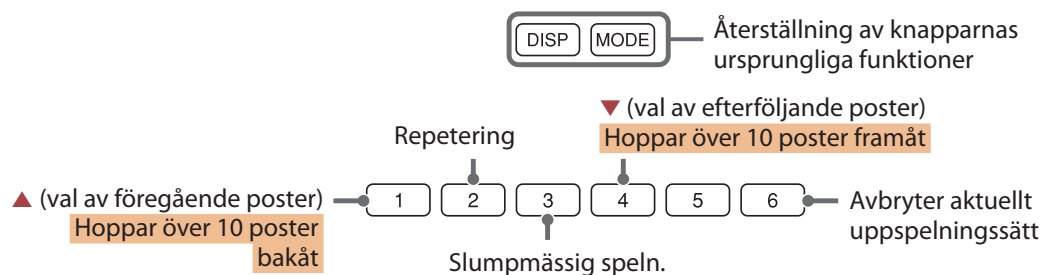 DISP MODE
Återställning av knapparnas
ursprungliga funktioner
▼ (val av efterföljande poster)
Hoppar över 10 poster framåt
Repetering
▲ (val av föregående poster)
Hoppar över 10 poster
bakåt
1 2 3 4 5 6
Avbryter aktuellt
uppspelningssätt
Slumpmässig speln.